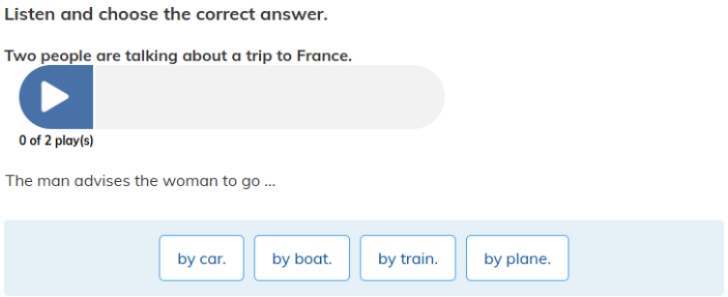 Listen and choose the correct answer.
Two people are talking about a trip to France.
0 of 2 play(s)
The man advises the woman to go ...
by car. by boat. by train. by plane.